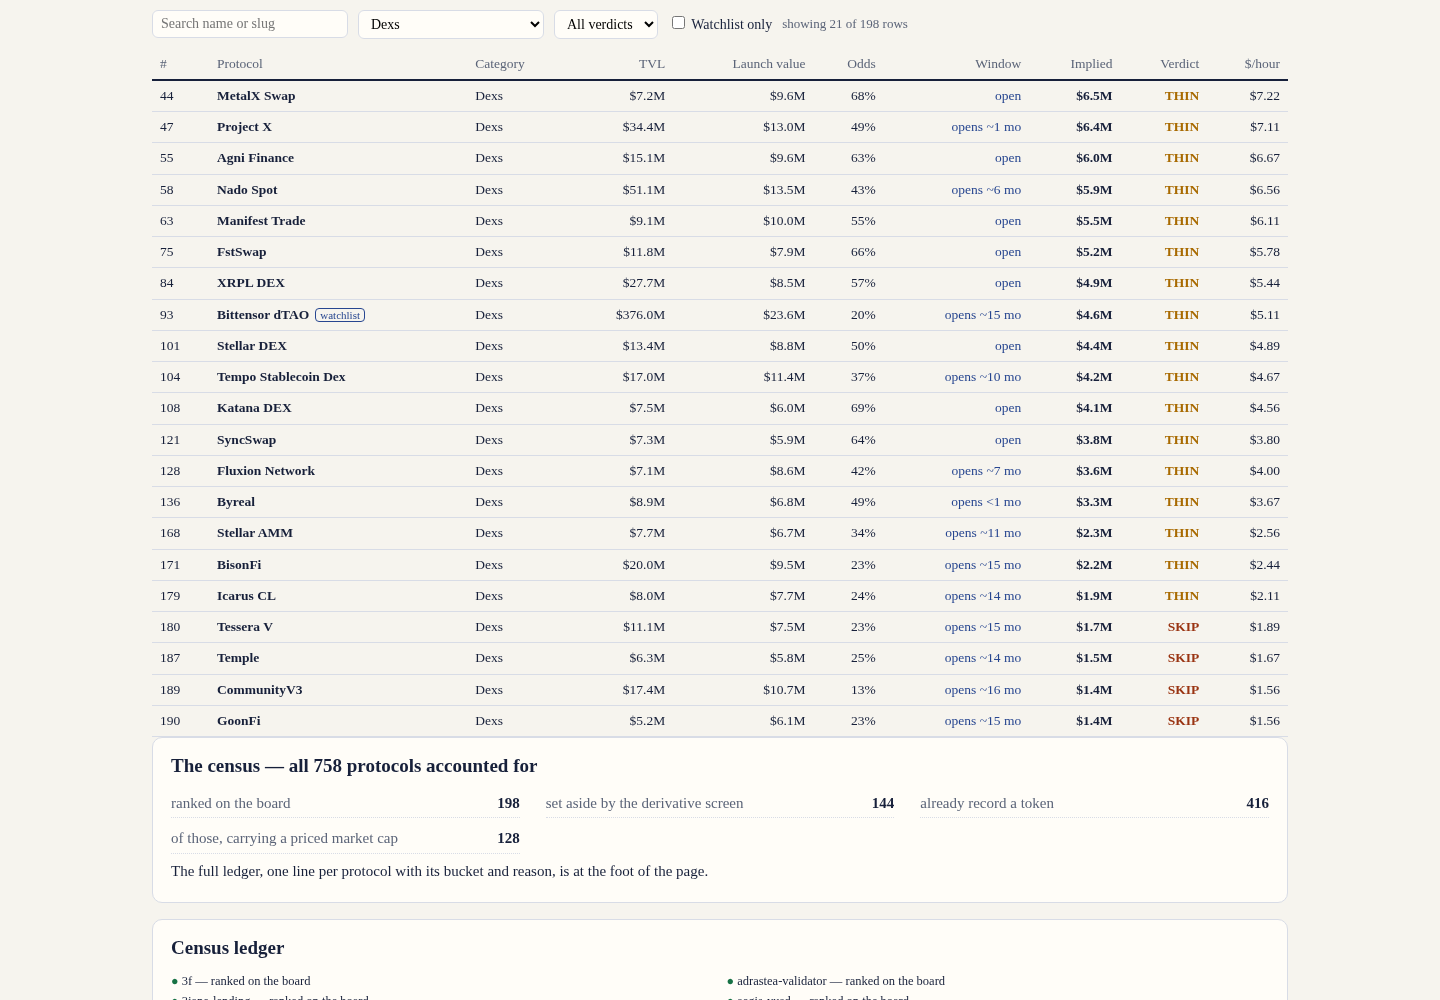 Search name or slug Dexs All verdicts Watchlist only showing 21 of 198 rows
# Protocol Category TVL Launch value Odds Window Implied Verdict $/hour
44 MetalX Swap Dexs $7.2M $9.6M 68% open $6.5M THIN $7.22
47 Project X Dexs $34.4M $13.0M 49% opens ~1 mo $6.4M THIN $7.11
55 Agni Finance Dexs $15.1M $9.6M 63% open $6.0M THIN $6.67
58 Nado Spot Dexs $51.1M $13.5M 43% opens ~6 mo $5.9M THIN $6.56
63 Manifest Trade Dexs $9.1M $10.0M 55% open $5.5M THIN $6.11
75 FstSwap Dexs $11.8M $7.9M 66% open $5.2M THIN $5.78
84 XRPL DEX Dexs $27.7M $8.5M 57% open $4.9M THIN $5.44
93 Bittensor dTAO watchlist Dexs $376.0M $23.6M 20% opens ~15 mo $4.6M THIN $5.11
101 Stellar DEX Dexs $13.4M $8.8M 50% open $4.4M THIN $4.89
104 Tempo Stablecoin Dex Dexs $17.0M $11.4M 37% opens ~10 mo $4.2M THIN $4.67
108 Katana DEX Dexs $7.5M $6.0M 69% open $4.1M THIN $4.56
121 SyncSwap Dexs $7.3M $5.9M 64% open $3.8M THIN $3.80
128 Fluxion Network Dexs $7.1M $8.6M 42% opens ~7 mo $3.6M THIN $4.00
136 Byreal Dexs $8.9M $6.8M 49% opens <1 mo $3.3M THIN $3.67
168 Stellar AMM Dexs $7.7M $6.7M 34% opens ~11 mo $2.3M THIN $2.56
171 BisonFi Dexs $20.0M $9.5M 23% opens ~15 mo $2.2M THIN $2.44
179 Icarus CL Dexs $8.0M $7.7M 24% opens ~14 mo $1.9M THIN $2.11
180 Tessera V Dexs $11.1M $7.5M 23% opens ~15 mo $1.7M SKIP $1.89
187 Temple Dexs $6.3M $5.8M 25% opens ~14 mo $1.5M SKIP $1.67
189 CommunityV3 Dexs $17.4M $10.7M 13% opens ~16 mo $1.4M SKIP $1.56
190 GoonFi Dexs $5.2M $6.1M 23% opens ~15 mo $1.4M SKIP $1.56
The census — all 758 protocols accounted for
ranked on the board 198 set aside by the derivative screen 144 already record a token 416
of those, carrying a priced market cap 128
The full ledger, one line per protocol with its bucket and reason, is at the foot of the page.
Census ledger
● 3f — ranked on the board ● adrastea-validator — ranked on the board